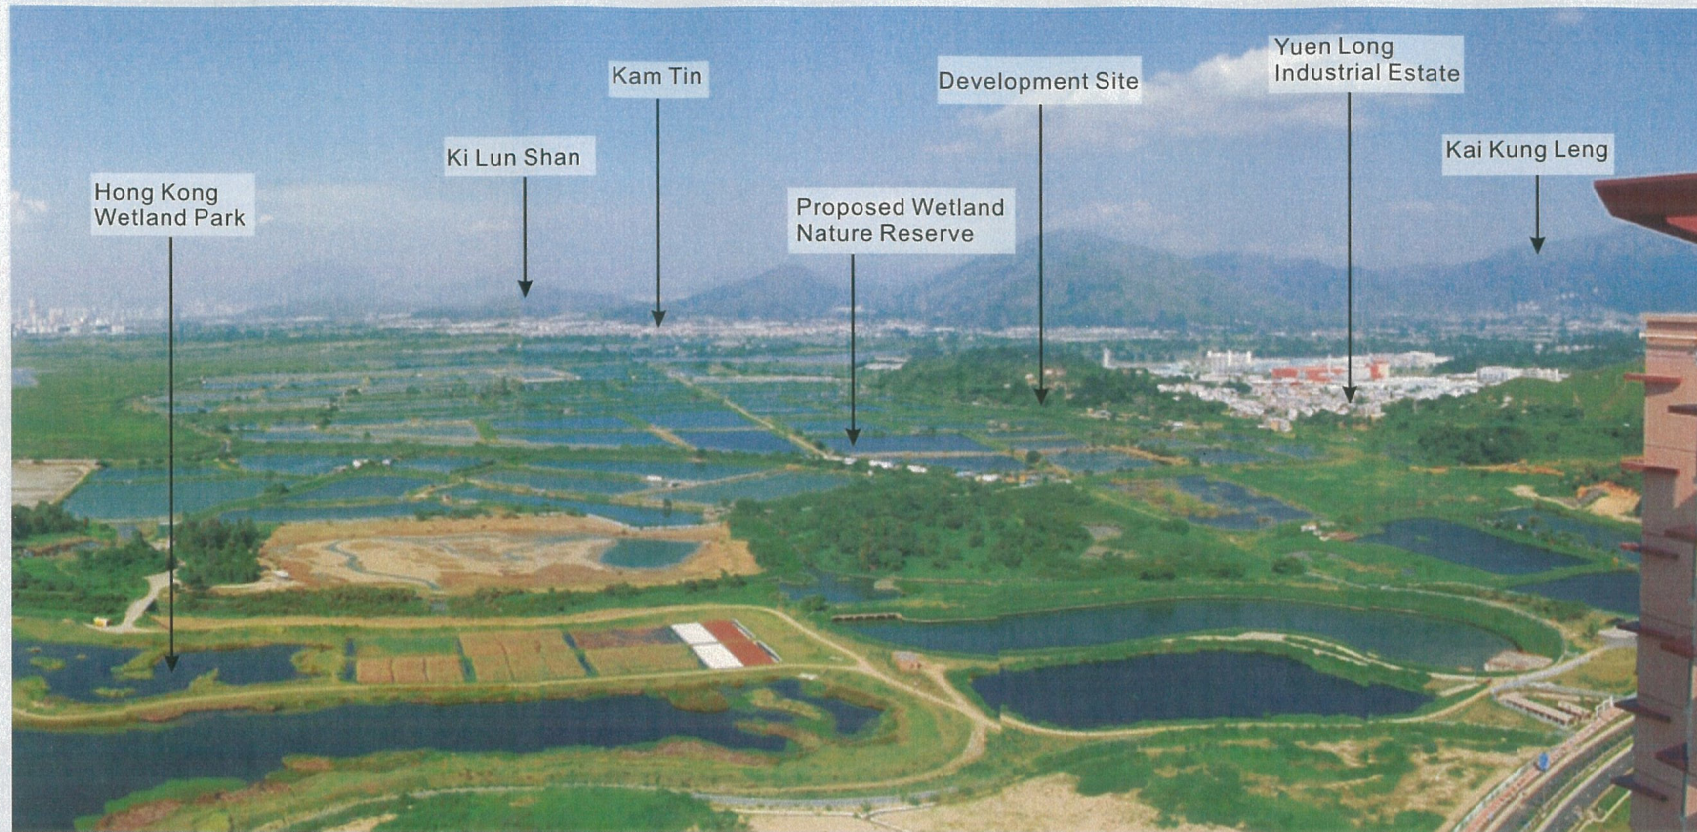 Hong Kong
Wetland Park
Ki Lun Shan
Kam Tin
Proposed Wetland
Nature Reserve
Development Site
Yuen Long
Industrial Estate
Kai Kung Leng